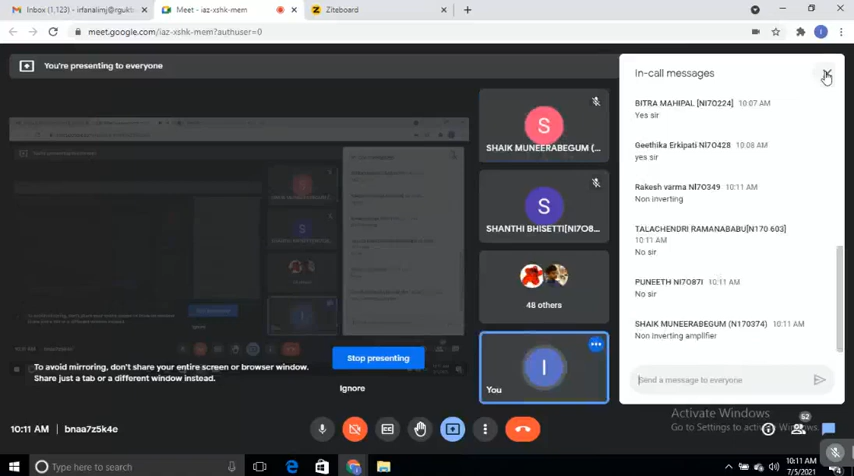 Inbox (1,123) - irfanalimj@rgukt
Meet - iaz-xshk-mem
Ziteboard
meet.google.com/iaz-xshk-mem?authuser=0
You're presenting to everyone
In-call messages
BITRA MAHIPAL [N170224] 10:07 AM
Yes sir
Geethika Erkipati N170428 10:08 AM
yes sir
Rakesh varma N170349 10:11 AM
Non inverting
TALACHENDRI RAMANABABU[N170 603]
10:11 AM
No sir
PUNEETH N170871 10:11 AM
No sir
SHAIK MUNEERABEGUM (N170374) 10:11 AM
Non inverting amplifier
Send a message to everyone
S
SHAIK MUNEERABEGUM (...
S
SHANTHI BHISETTI[N1708...
48 others
I
You
To avoid mirroring, don't share your entire screen or browser window.
Share just a tab or a different window instead.
Stop presenting
Ignore
10:11 AM | bnaa7z5k4e
52
Activate Windows
Go to Settings to activate Windows.
Type here to search
10:11 AM
7/5/2021